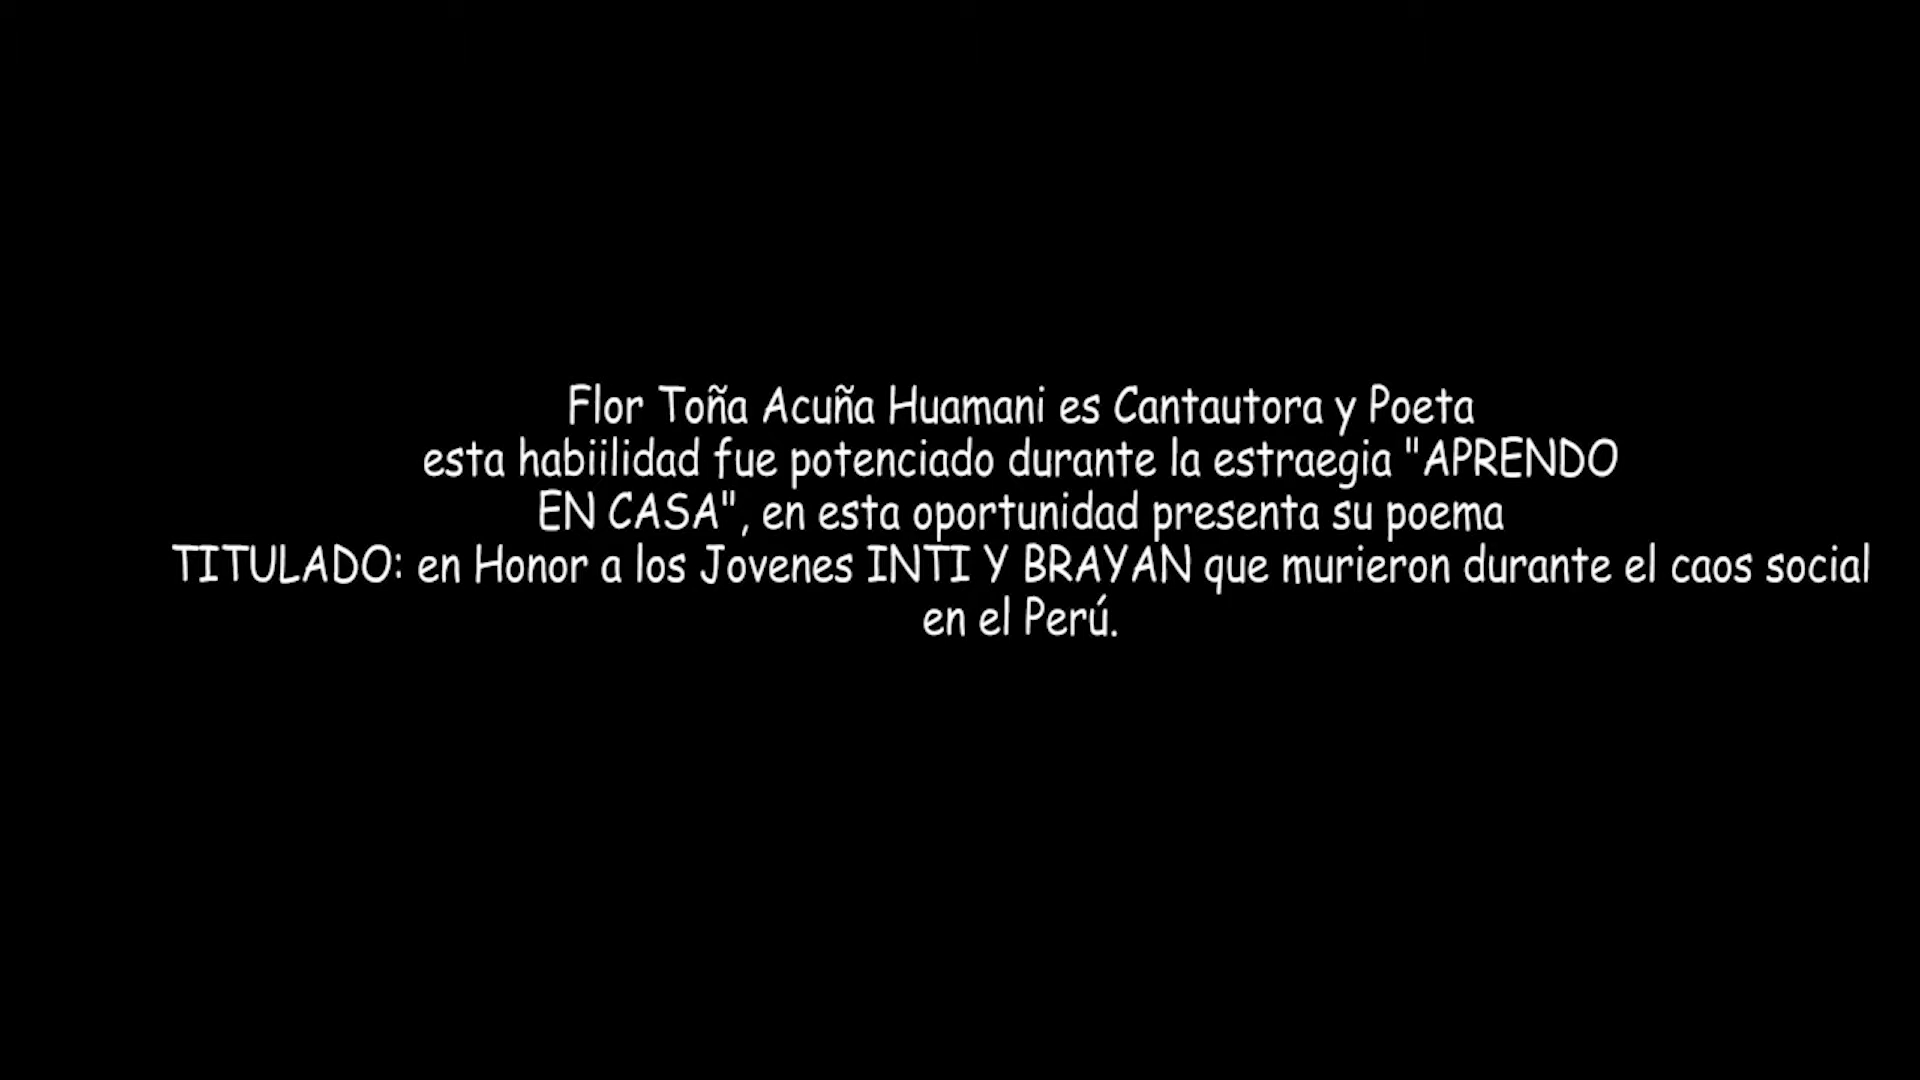 Flor Toña Acuña Huamani es Cantautora y Poeta
esta habiilidad fue potenciado durante la estraegia "APRENDO
EN CASA", en esta oportunidad presenta su poema
TITULADO: en Honor a los Jovenes INTI Y BRAYAN que murieron durante el caos social
en el Perú.